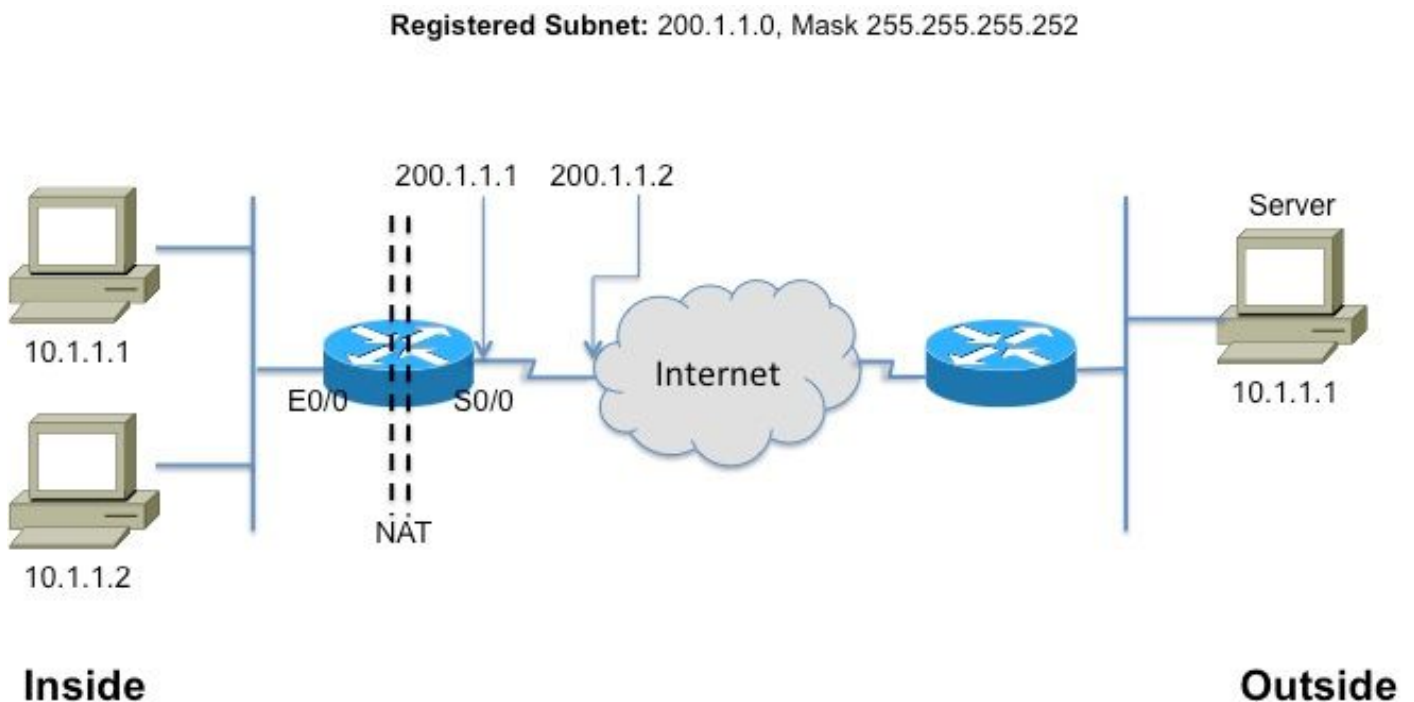 Registered Subnet: 200.1.1.0, Mask 255.255.255.252
200.1.1.1
200.1.1.2
Server
10.1.1.1
E0/0
S0/0
Internet
10.1.1.1
NAT
10.1.1.2
Inside
Outside